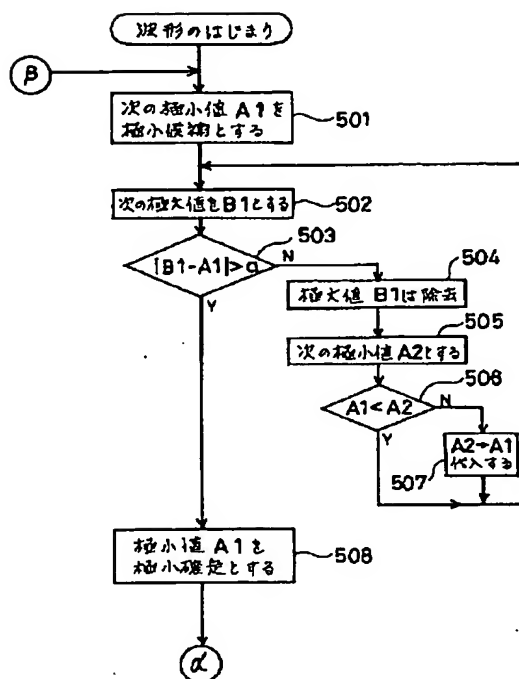 波形のはじまり
β
次の極小値 A1を
極小候補とする
501
次の極大値をB1とする
502
503
|B1-A1|>a
N
Y
504
極大値 B1は除去
505
次の極小値A2とする
506
A1<A2
N
Y
A2→A1
代入する
507
極小値 A1を
極小確定とする
508
α